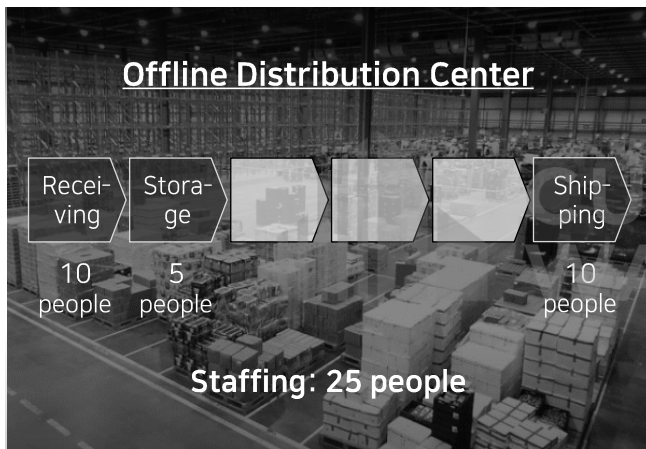 Offline Distribution Center
Recei-
ving
Stora-
ge
Ship-
ping
10
people
5
people
10
people
Staffing: 25 people